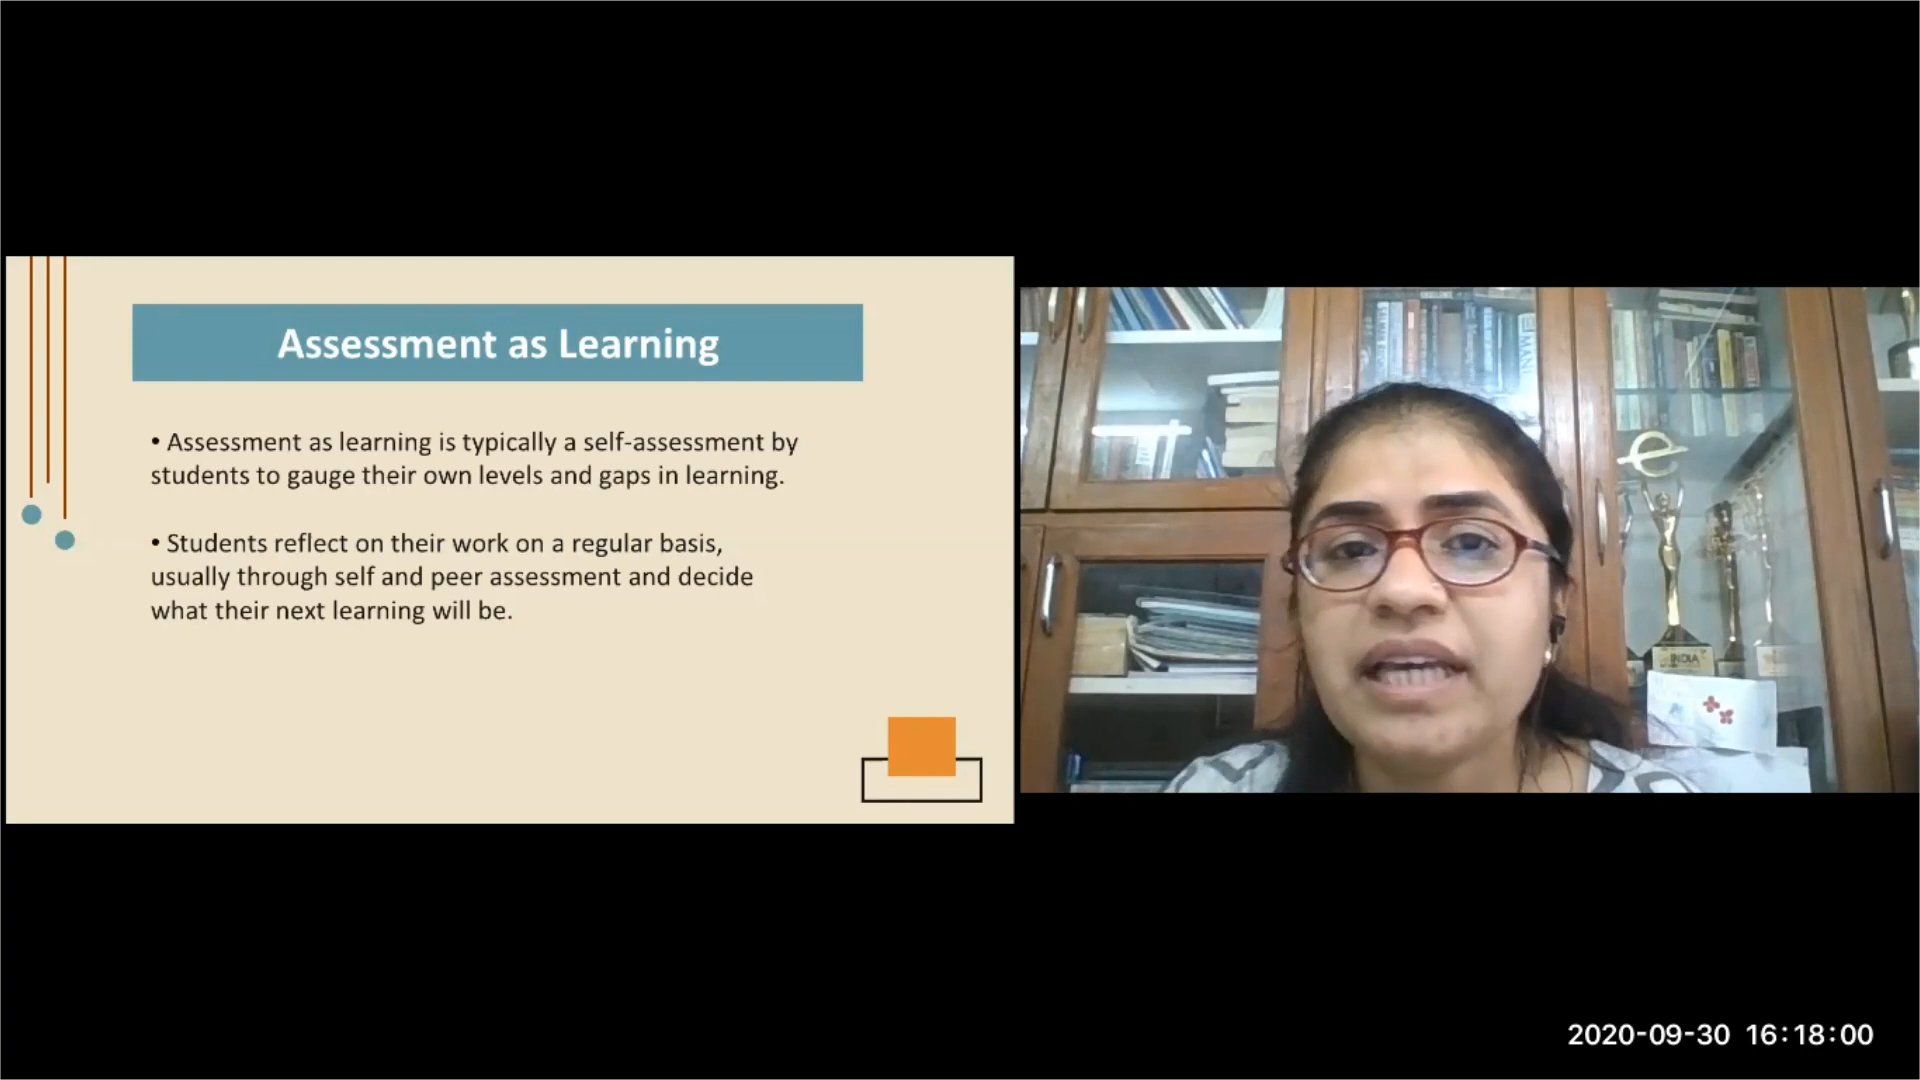 Assessment as Learning
• Assessment as learning is typically a self-assessment by
students to gauge their own levels and gaps in learning.
• Students reflect on their work on a regular basis,
usually through self and peer assessment and decide
what their next learning will be.
INDIA
2020-09-30 16:18:00